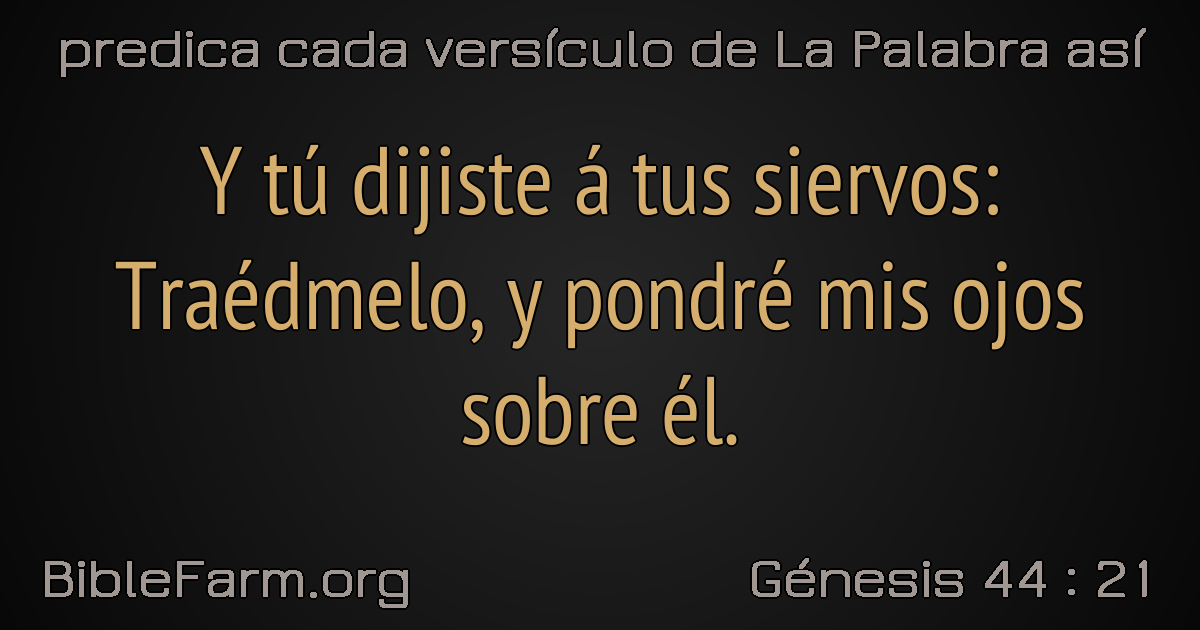 predica cada versículo de La Palabra así
Y tú dijiste á tus siervos:
Traédmelo, y pondré mis ojos
sobre él.
BibleFarm.org
Génesis 44 : 21